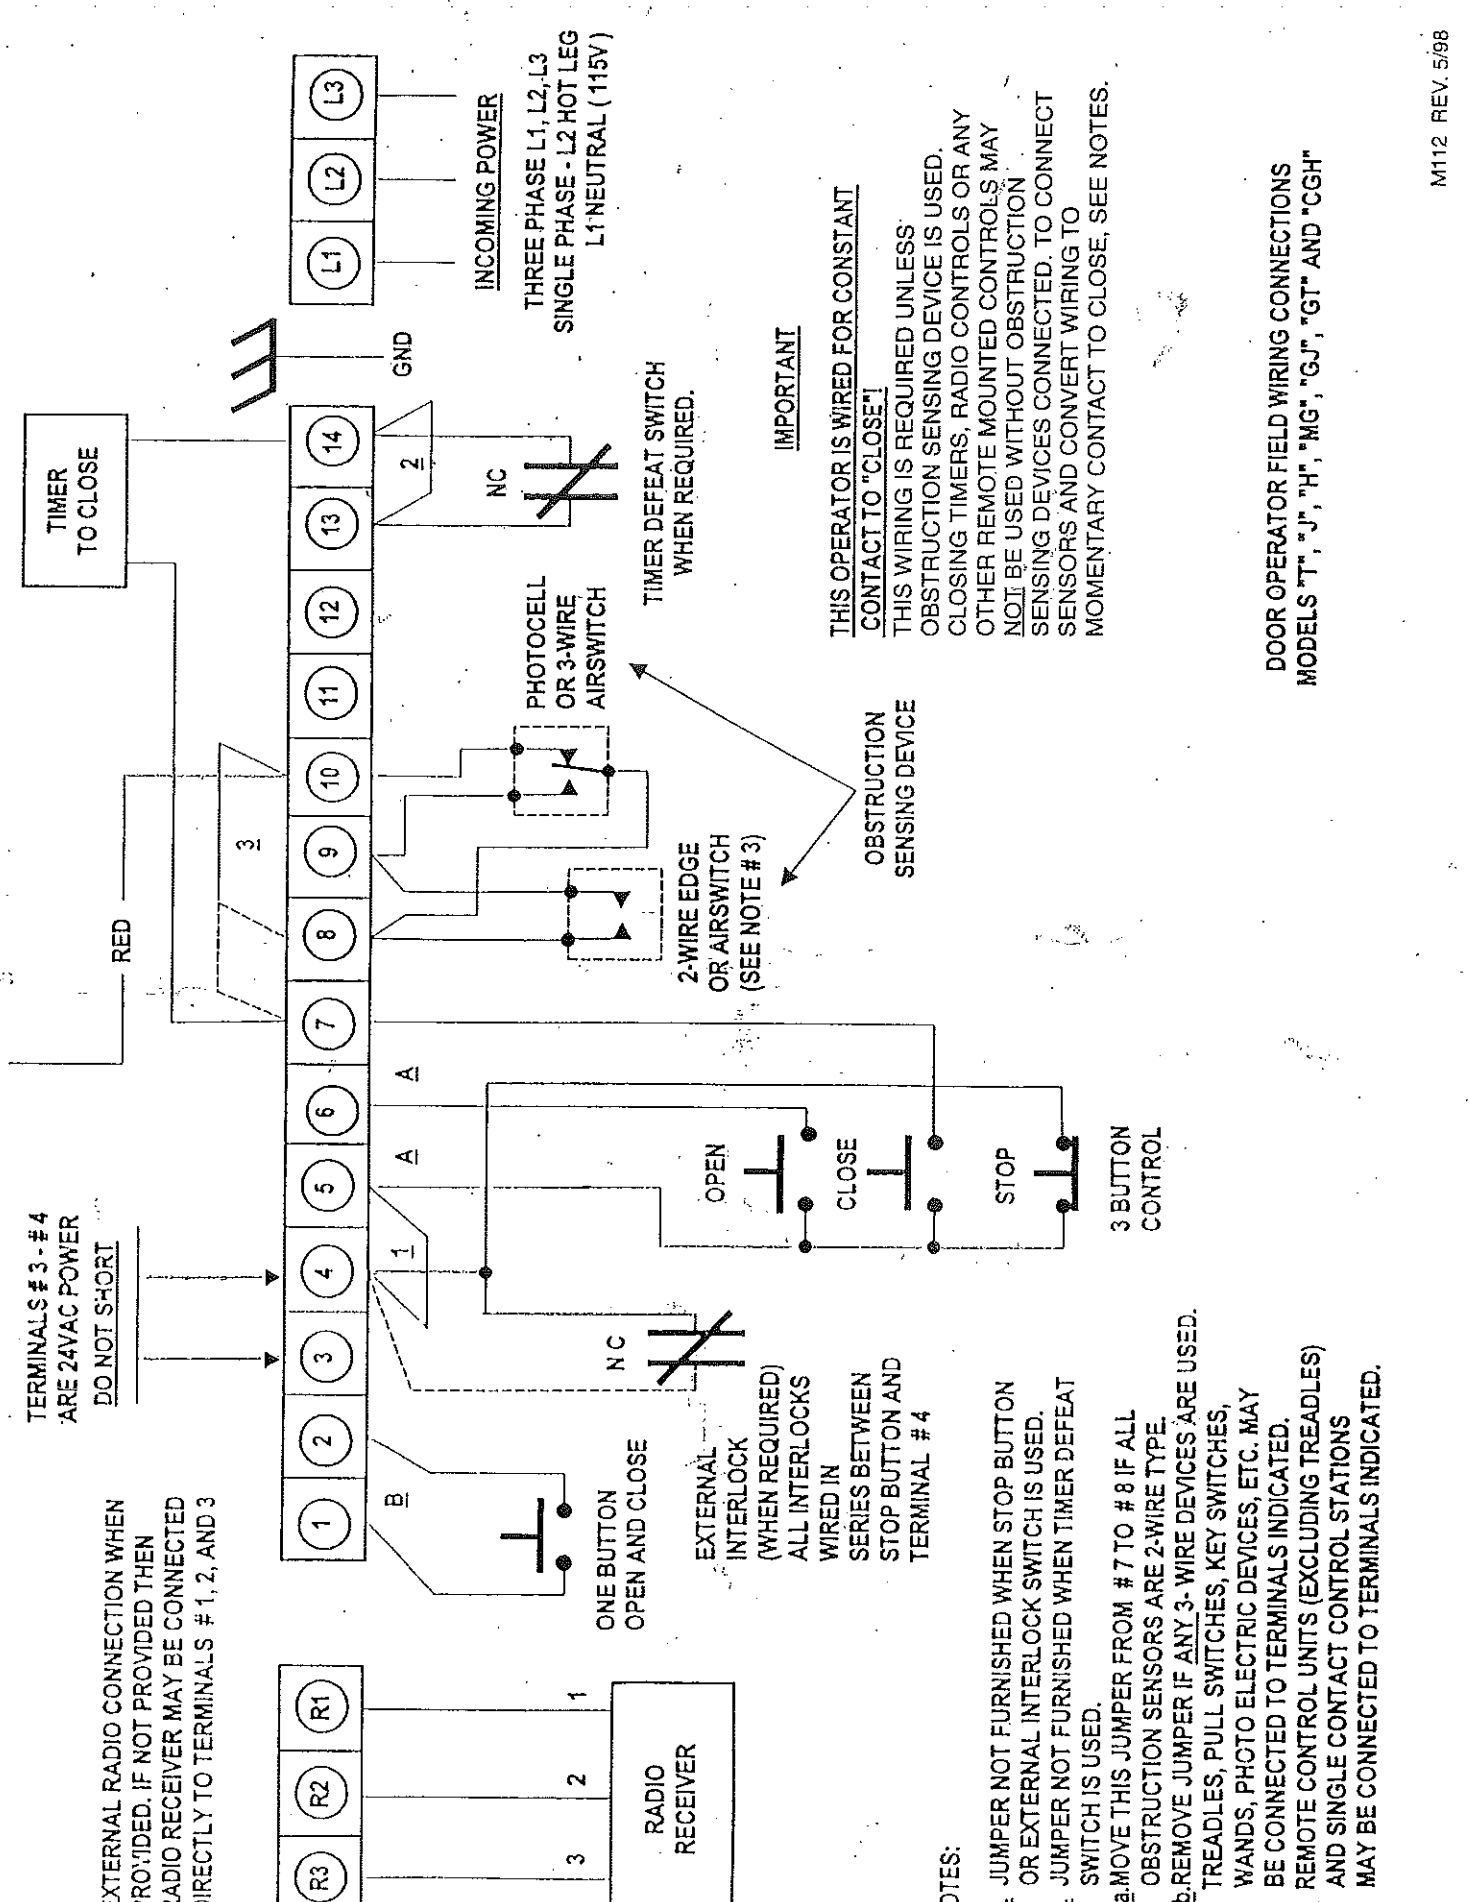 EXTERNAL RADIO CONNECTION WHEN
PROVIDED. IF NOT PROVIDED THEN
RADIO RECEIVER MAY BE CONNECTED
DIRECTLY TO TERMINALS # 1, 2, AND 3
TERMINALS # 3 - # 4
ARE 24VAC POWER
DO NOT SHORT
RED
TIMER
TO CLOSE
3
R3
R2
R1
1
2
3
4
5
6
7
8
9
10
11
12
13
14
L1
L2
L3
GND
3
2
1
RADIO
RECEIVER
B
1
A
A
2
ONE BUTTON
OPEN AND CLOSE
NC
EXTERNAL
INTERLOCK
(WHEN REQUIRED)
ALL INTERLOCKS
WIRED IN
SERIES BETWEEN
STOP BUTTON AND
TERMINAL # 4
OPEN
CLOSE
STOP
3 BUTTON
CONTROL
2-WIRE EDGE
OR AIRSWITCH
(SEE NOTE # 3)
PHOTOCELL
OR 3-WIRE
AIRSWITCH
OBSTRUCTION
SENSING DEVICE
NC
TIMER DEFEAT SWITCH
WHEN REQUIRED.
INCOMING POWER
THREE PHASE L1, L2, L3
SINGLE PHASE - L2 HOT LEG
L1 NEUTRAL (115V)
IMPORTANT
THIS OPERATOR IS WIRED FOR CONSTANT
CONTACT TO "CLOSE"!
THIS WIRING IS REQUIRED UNLESS
OBSTRUCTION SENSING DEVICE IS USED.
CLOSING TIMERS, RADIO CONTROLS OR ANY
OTHER REMOTE MOUNTED CONTROLS MAY
NOT BE USED WITHOUT OBSTRUCTION
SENSING DEVICES CONNECTED. TO CONNECT
SENSORS AND CONVERT WIRING TO
MOMENTARY CONTACT TO CLOSE, SEE NOTES.
NOTES:
JUMPER NOT FURNISHED WHEN STOP BUTTON
OR EXTERNAL INTERLOCK SWITCH IS USED.
JUMPER NOT FURNISHED WHEN TIMER DEFEAT
SWITCH IS USED.
a. MOVE THIS JUMPER FROM # 7 TO # 8 IF ALL
OBSTRUCTION SENSORS ARE 2-WIRE TYPE.
b. REMOVE JUMPER IF ANY 3- WIRE DEVICES ARE USED.
TREADLES, PULL SWITCHES, KEY SWITCHES,
WANDS, PHOTO ELECTRIC DEVICES, ETC. MAY
BE CONNECTED TO TERMINALS INDICATED.
REMOTE CONTROL UNITS (EXCLUDING TREADLES)
AND SINGLE CONTACT CONTROL STATIONS
MAY BE CONNECTED TO TERMINALS INDICATED.
DOOR OPERATOR FIELD WIRING CONNECTIONS
MODELS "T", "J", "H", "MG", "GJ", "GT" AND "CGH"
M112 REV. 5/98